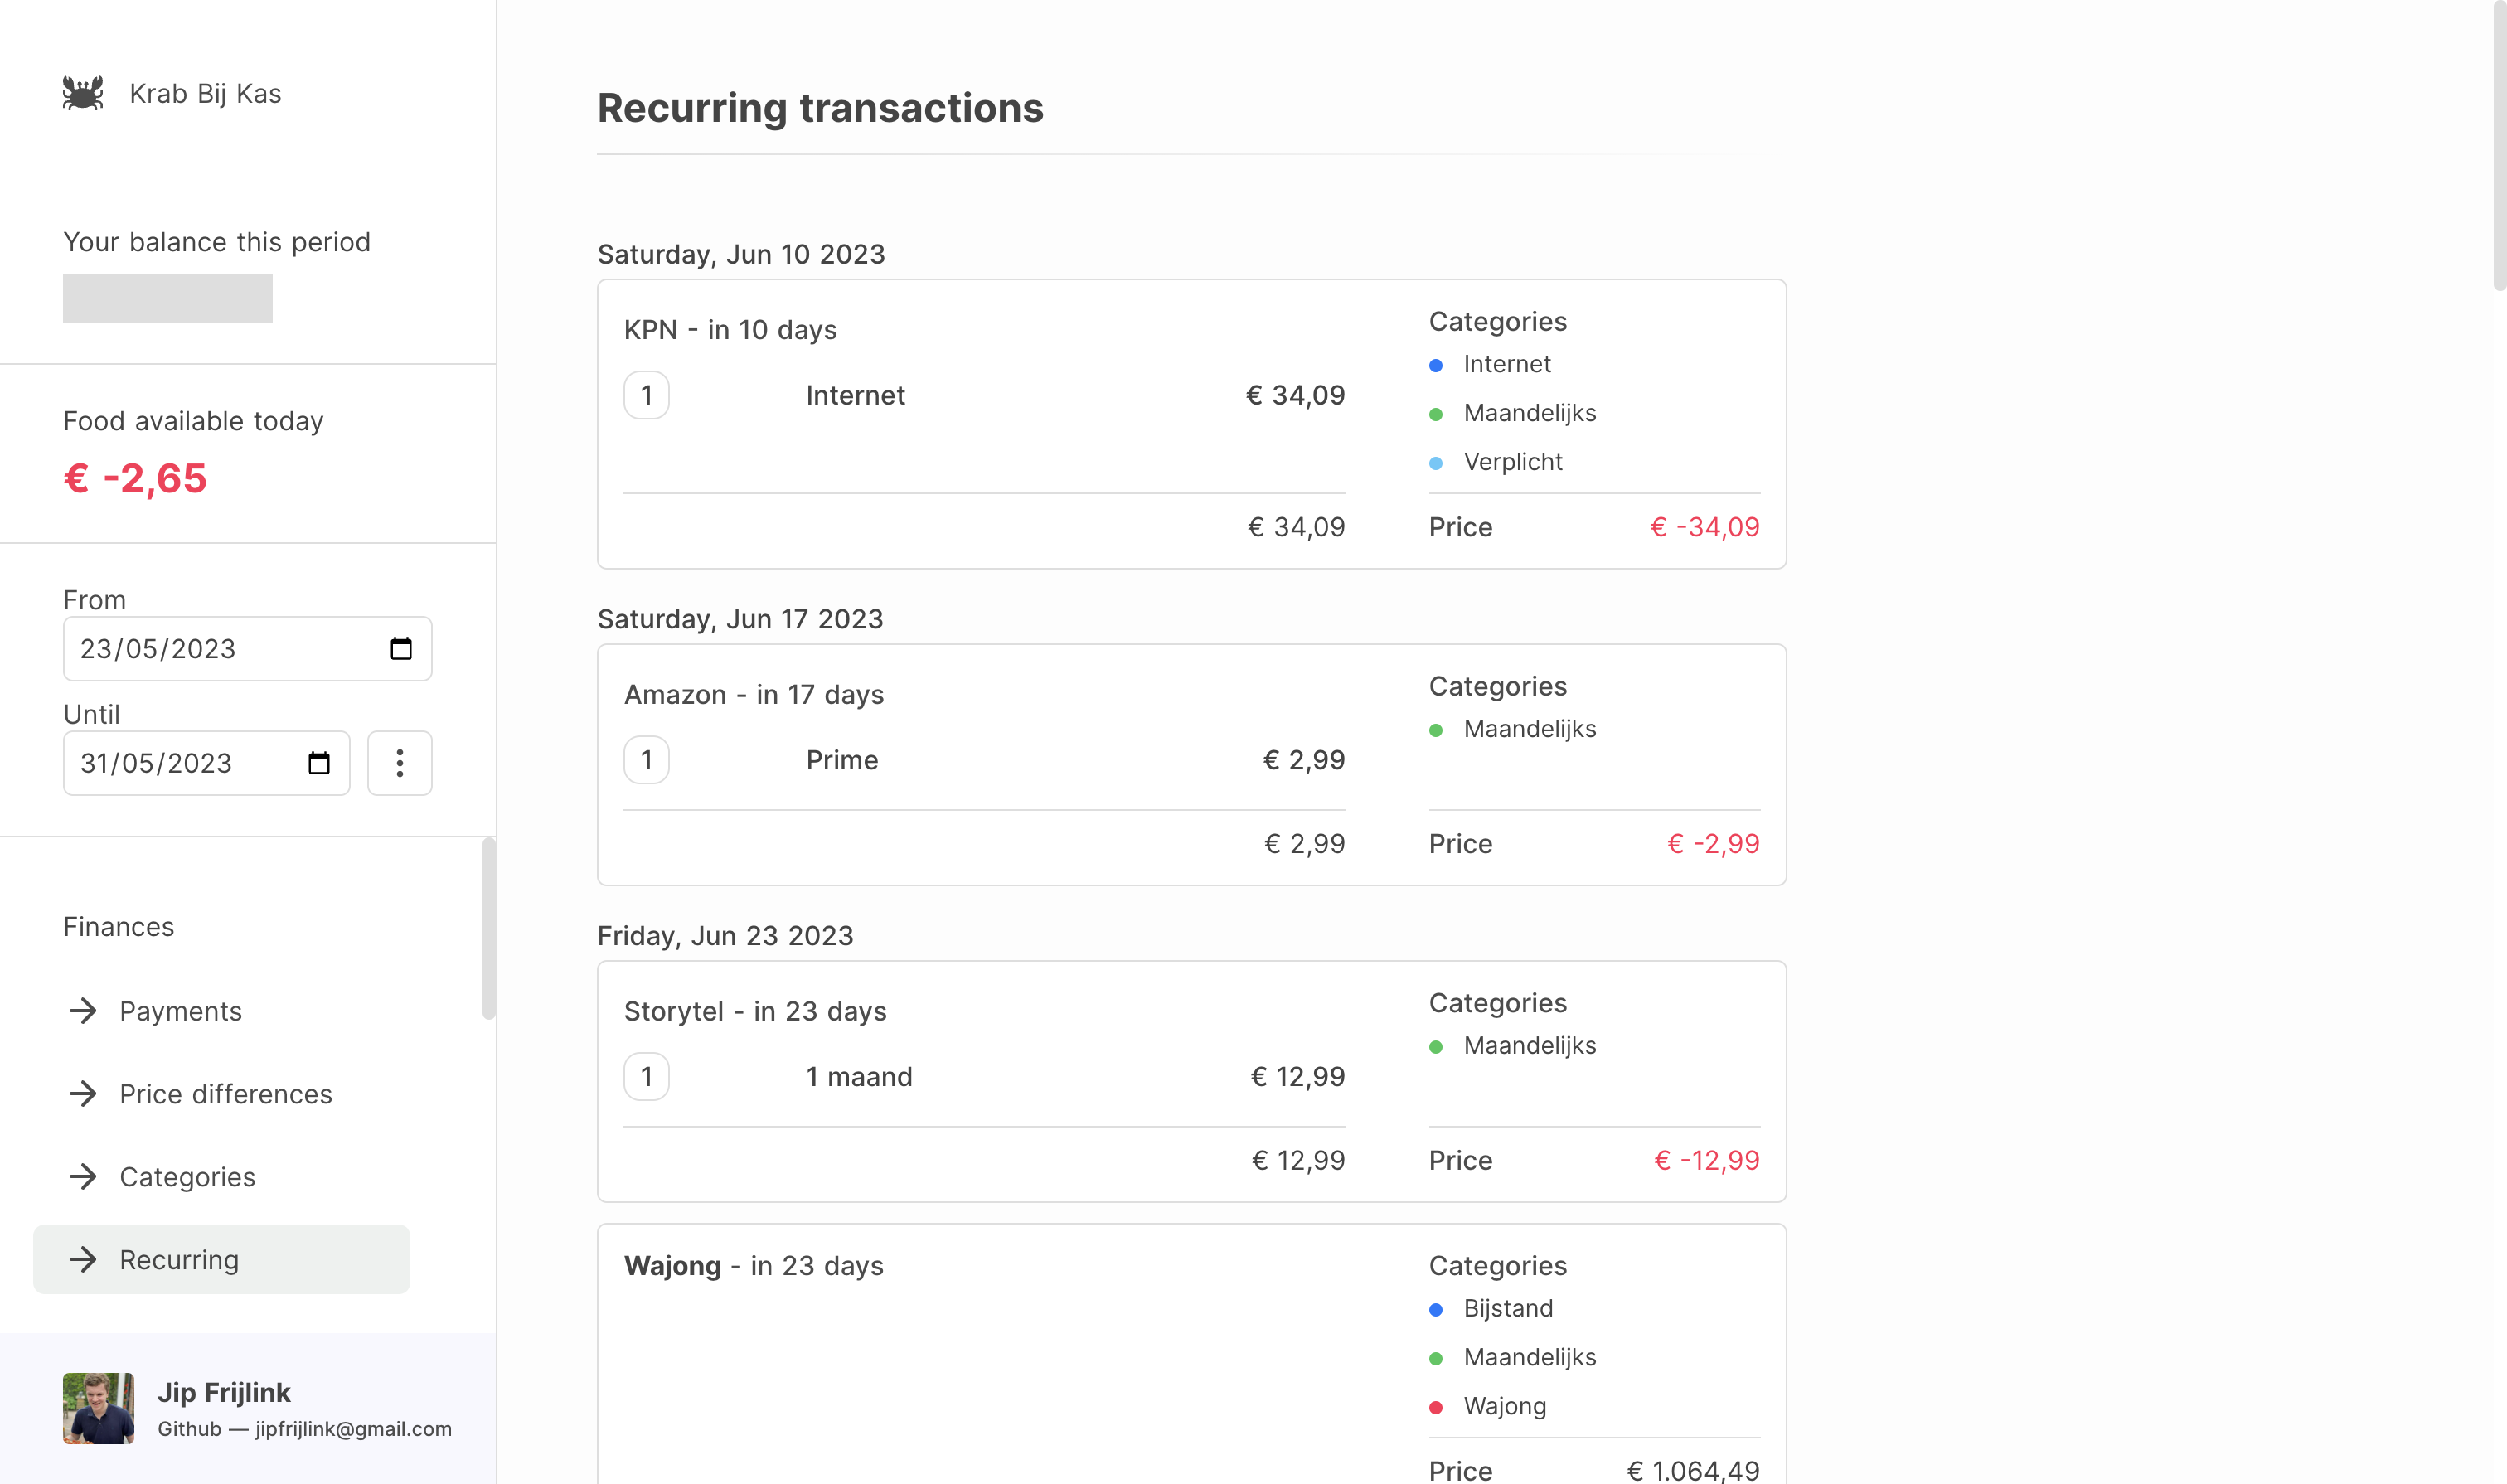 Krab Bij Kas
Your balance this period
Food available today
€ -2,65
From
23/05/2023
Until
31/05/2023
Finances
Payments
Price differences
Categories
Recurring
Jip Frijlink
Github — jipfrijlink@gmail.com
Recurring transactions
Saturday, Jun 10 2023
KPN - in 10 days
1 Internet € 34,09
€ 34,09
Categories
Internet
Maandelijks
Verplicht
Price € -34,09
Saturday, Jun 17 2023
Amazon - in 17 days
1 Prime € 2,99
€ 2,99
Categories
Maandelijks
Price € -2,99
Friday, Jun 23 2023
Storytel - in 23 days
1 1 maand € 12,99
€ 12,99
Categories
Maandelijks
Price € -12,99
Wajong - in 23 days
Categories
Bijstand
Maandelijks
Wajong
Price € 1.064,49